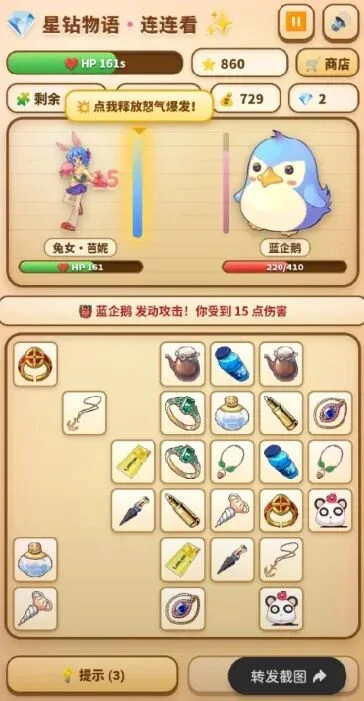 星钻物语·连连看
HP 161s
860
商店
剩余
点我释放怒气爆发！
729
2
15
兔女·芭妮
蓝企鹅
HP 161
220/410
蓝企鹅 发动攻击！你受到 15 点伤害
提示 (3)
转发截图